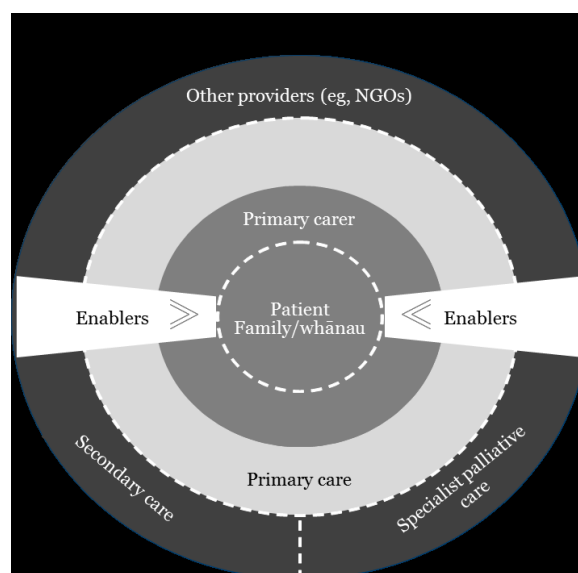 Other providers (eg, NGOs)
Primary carer
Patient
Family/whānau
Enablers
Enablers
Primary care
Secondary care
Specialist palliative
care